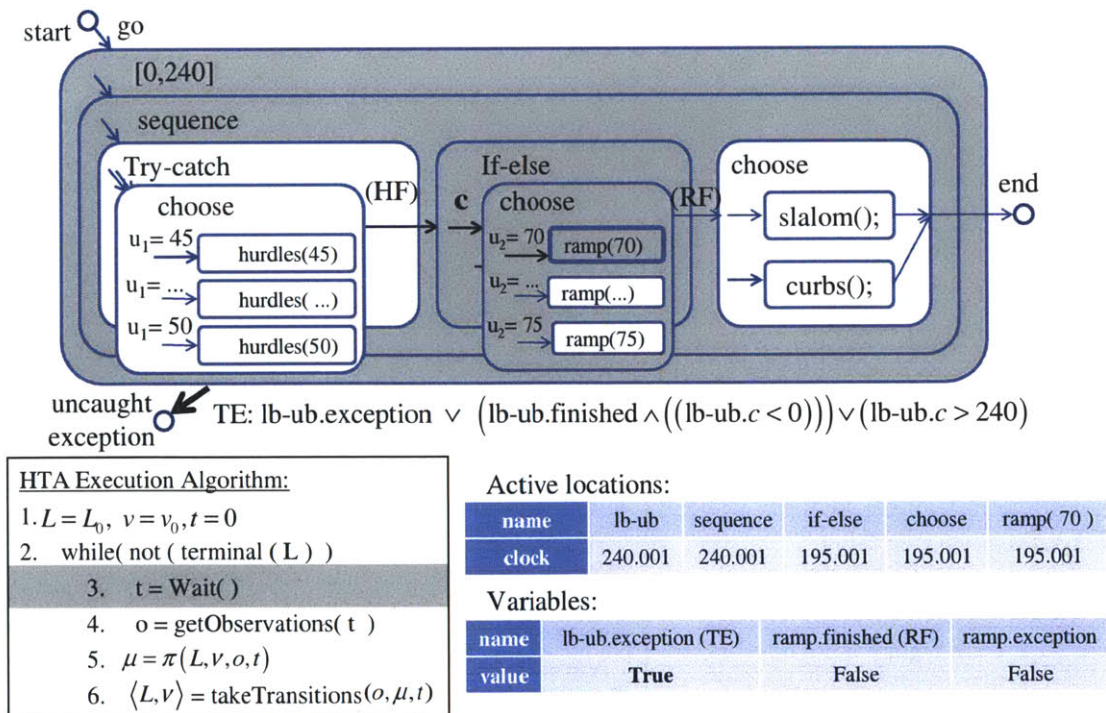 start go
[0,240]
sequence
Try-catch
choose
(HF)
u₁= 45
hurdles(45)
u₁= ...
hurdles( ...)
u₁= 50
hurdles(50)
If-else
c
choose
(RF)
u₂= 70
ramp(70)
u₂= ...
ramp(...)
u₂= 75
ramp(75)
choose
slalom();
curbs();
end
uncaught
exception
TE: lb-ub.exception ∨ (lb-ub.finished ∧ ((lb-ub.c < 0))) ∨ (lb-ub.c > 240)
HTA Execution Algorithm:
1. L = L₀, v = v₀, t = 0
2. while( not ( terminal ( L ) )
3. t = Wait( )
4. o = getObservations( t )
5. μ = π(L, v, o, t)
6. ⟨L, v⟩ = takeTransitions(o, μ, t)
Active locations:
name lb-ub sequence if-else choose ramp( 70 )
clock 240.001 240.001 195.001 195.001 195.001
Variables:
name lb-ub.exception (TE) ramp.finished (RF) ramp.exception
value True False False